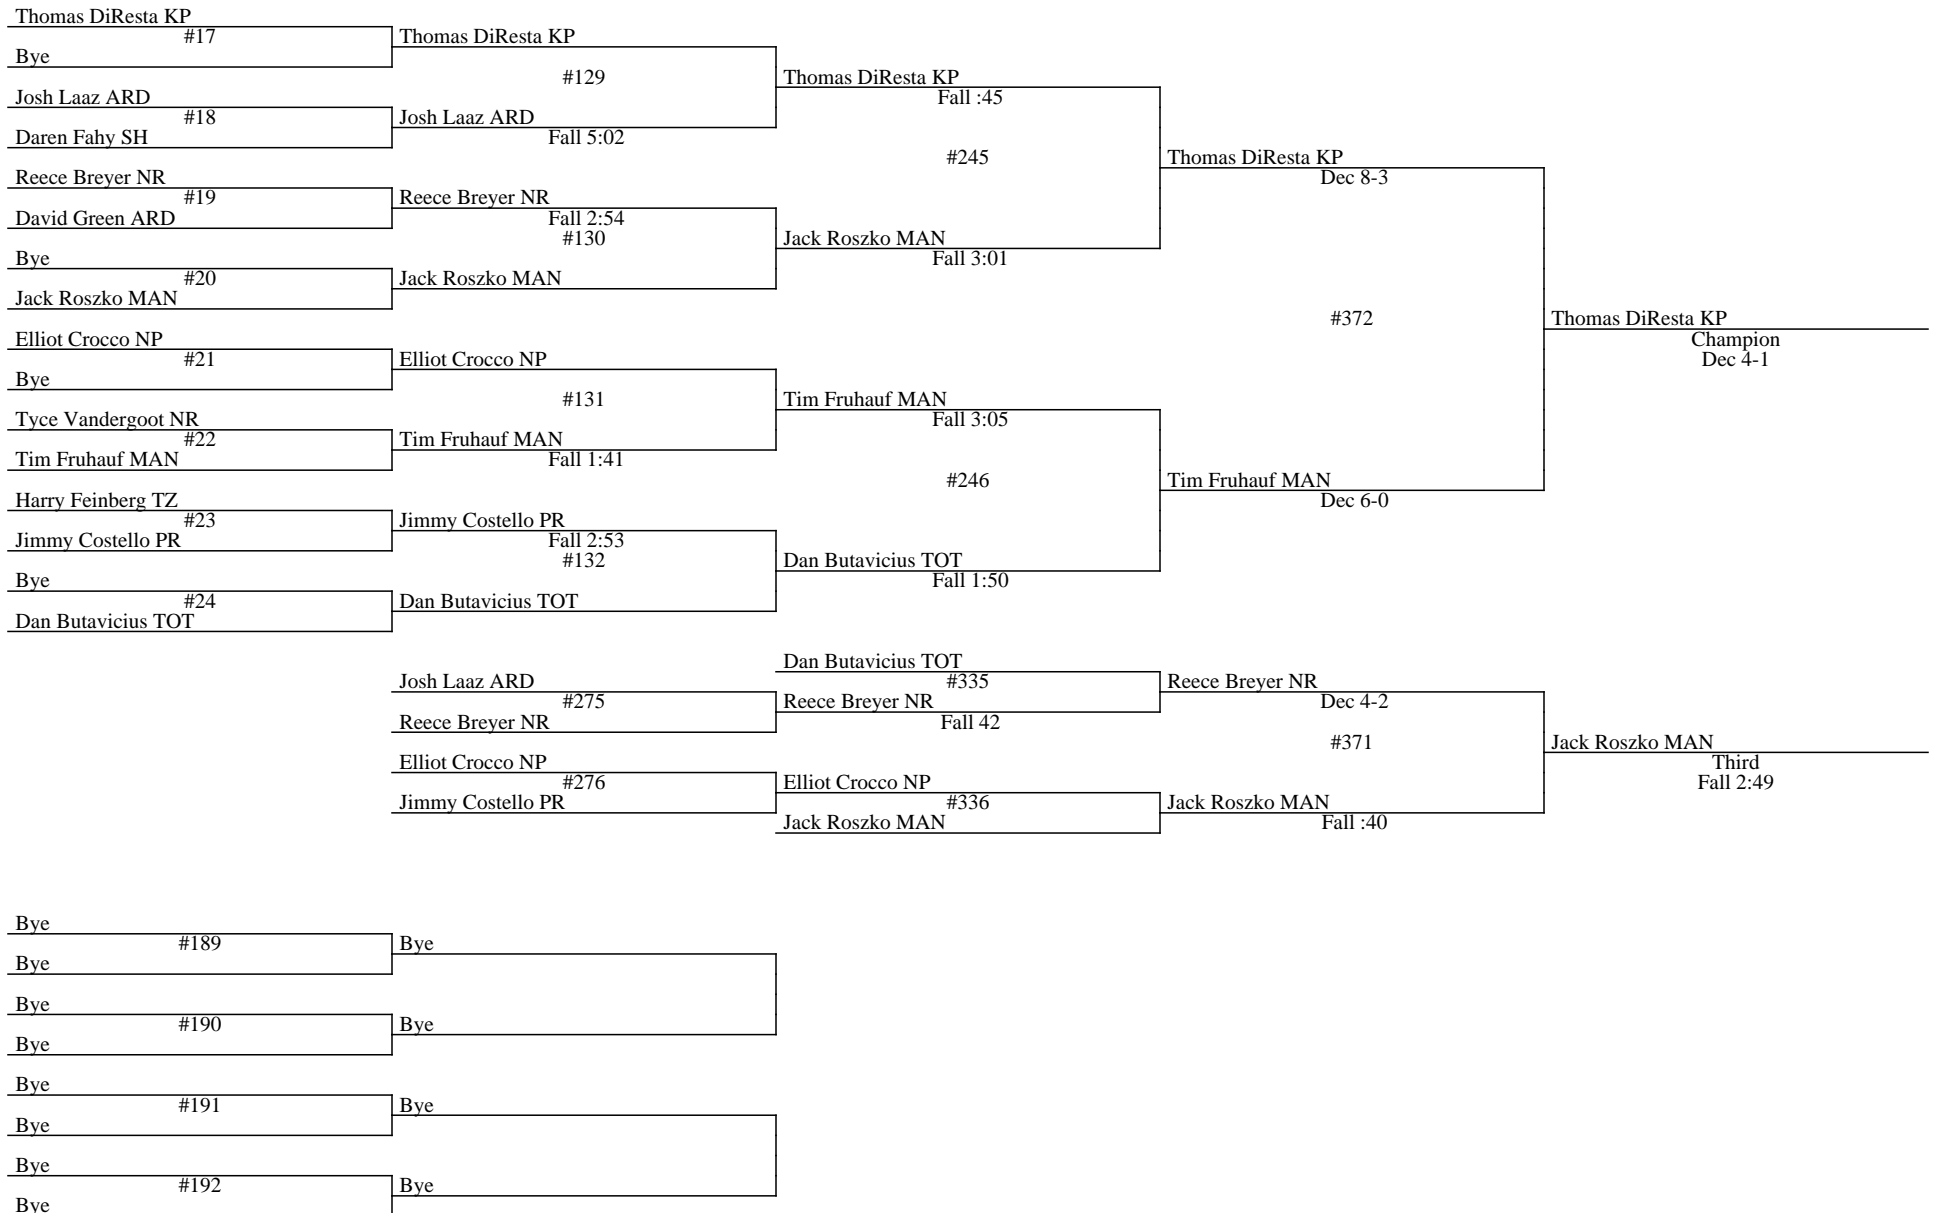 Thomas DiResta KP
#17
Bye
Thomas DiResta KP
#129
Josh Laaz ARD
#18
Daren Fahy SH
Josh Laaz ARD
Fall 5:02
Thomas DiResta KP
Fall :45
#245
Reece Breyer NR
#19
David Green ARD
Reece Breyer NR
Fall 2:54
#130
Bye
#20
Jack Roszko MAN
Jack Roszko MAN
Jack Roszko MAN
Fall 3:01
Thomas DiResta KP
Dec 8-3
#372
Elliot Crocco NP
#21
Bye
Elliot Crocco NP
#131
Tyce Vandergoot NR
#22
Tim Fruhauf MAN
Tim Fruhauf MAN
Fall 1:41
Tim Fruhauf MAN
Fall 3:05
#246
Harry Feinberg TZ
#23
Jimmy Costello PR
Jimmy Costello PR
Fall 2:53
#132
Bye
#24
Dan Butavicius TOT
Dan Butavicius TOT
Dan Butavicius TOT
Fall 1:50
Tim Fruhauf MAN
Dec 6-0
Thomas DiResta KP
Champion
Dec 4-1
Josh Laaz ARD
#275
Reece Breyer NR
Dan Butavicius TOT
#335
Reece Breyer NR
Fall 42
Reece Breyer NR
Dec 4-2
#371
Elliot Crocco NP
#276
Jimmy Costello PR
Elliot Crocco NP
#336
Jack Roszko MAN
Jack Roszko MAN
Fall :40
Jack Roszko MAN
Third
Fall 2:49
Bye
#189
Bye
Bye
Bye
#190
Bye
Bye
Bye
#191
Bye
Bye
Bye
#192
Bye
Bye